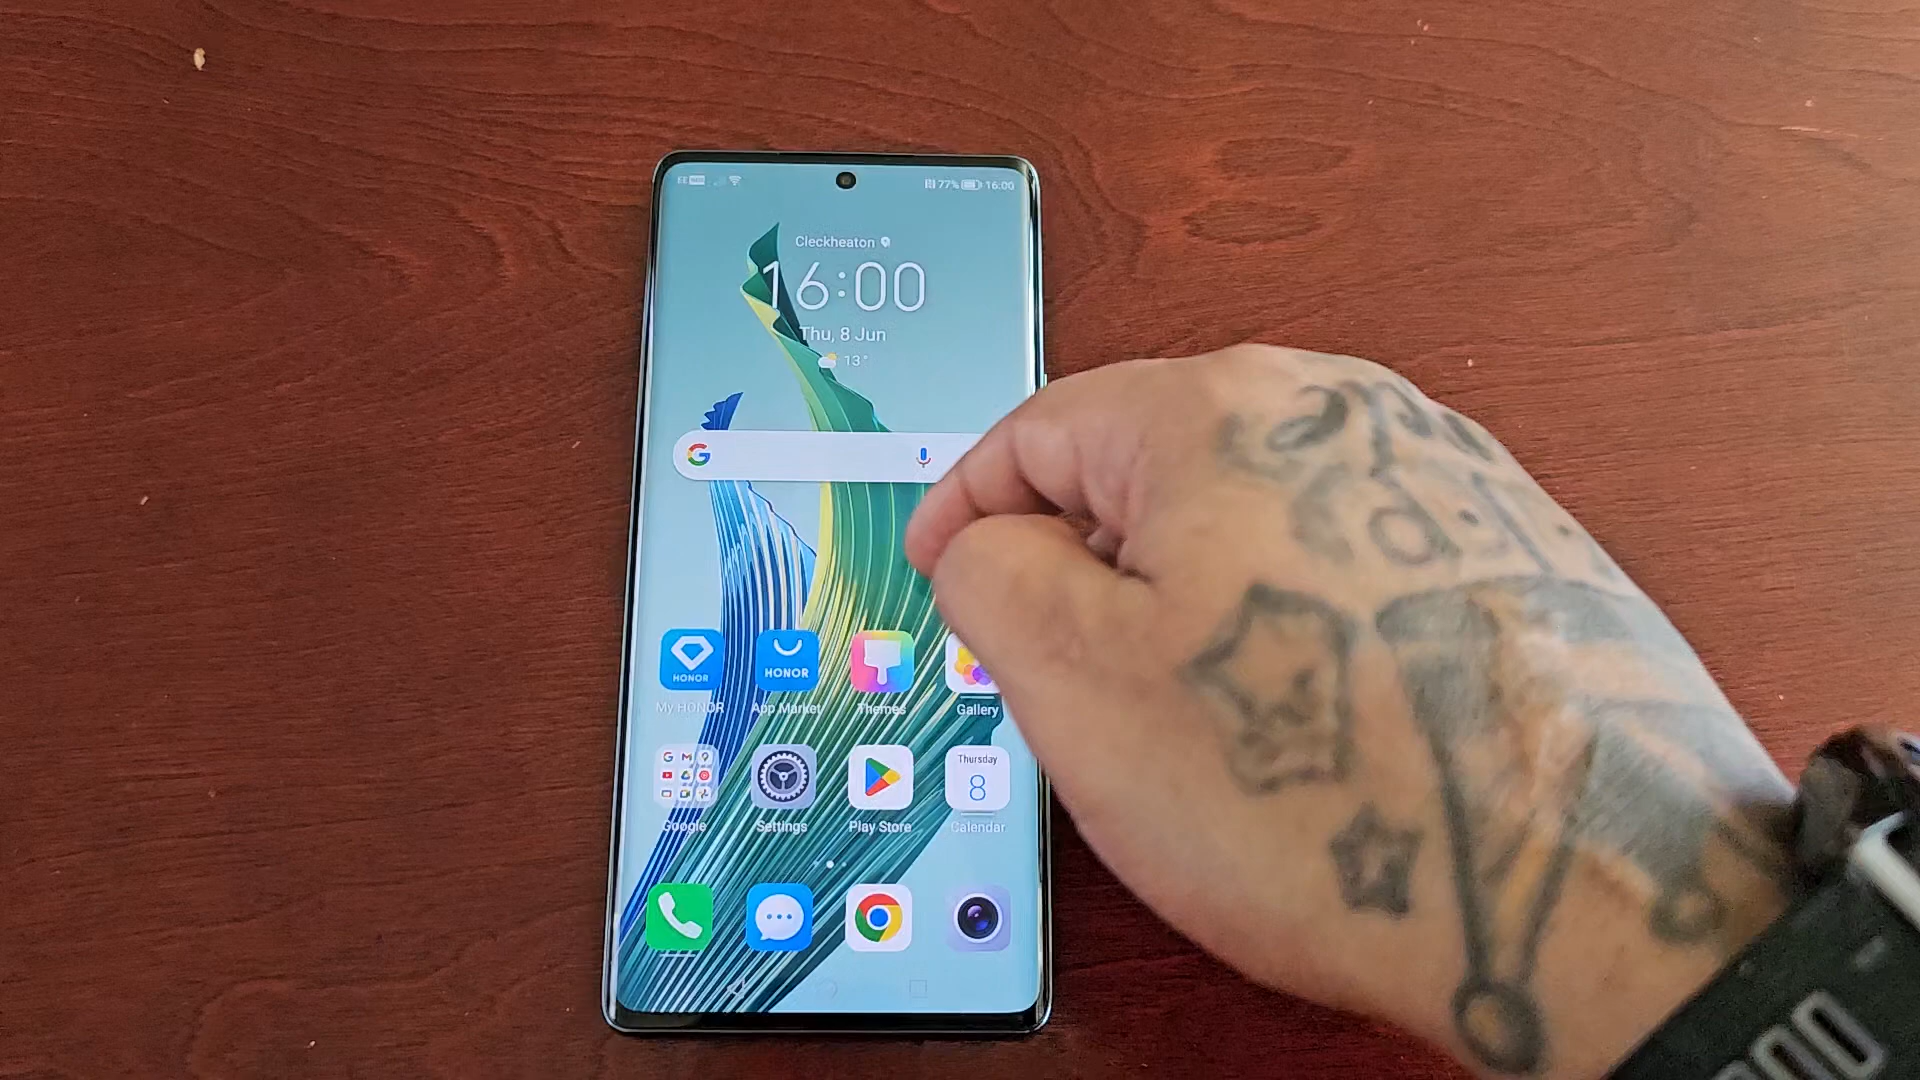 EE
77% 16:00
Cleckheaton
16:00
Thu, 8 Jun
13°
G
HONOR
HONOR
My HONOR App Market Themes Gallery
Thursday
8
Google Settings Play Store Calendar